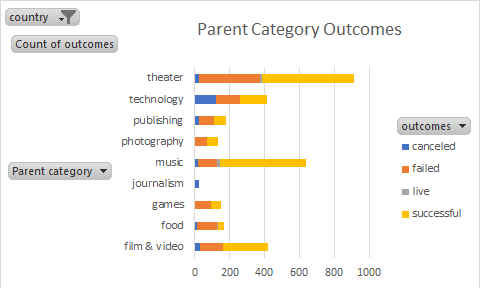 country
Count of outcomes
Parent Category Outcomes
theater
technology
publishing
photography
music
journalism
games
food
film & video
Parent category
0 200 400 600 800 1000
outcomes
canceled
failed
live
successful